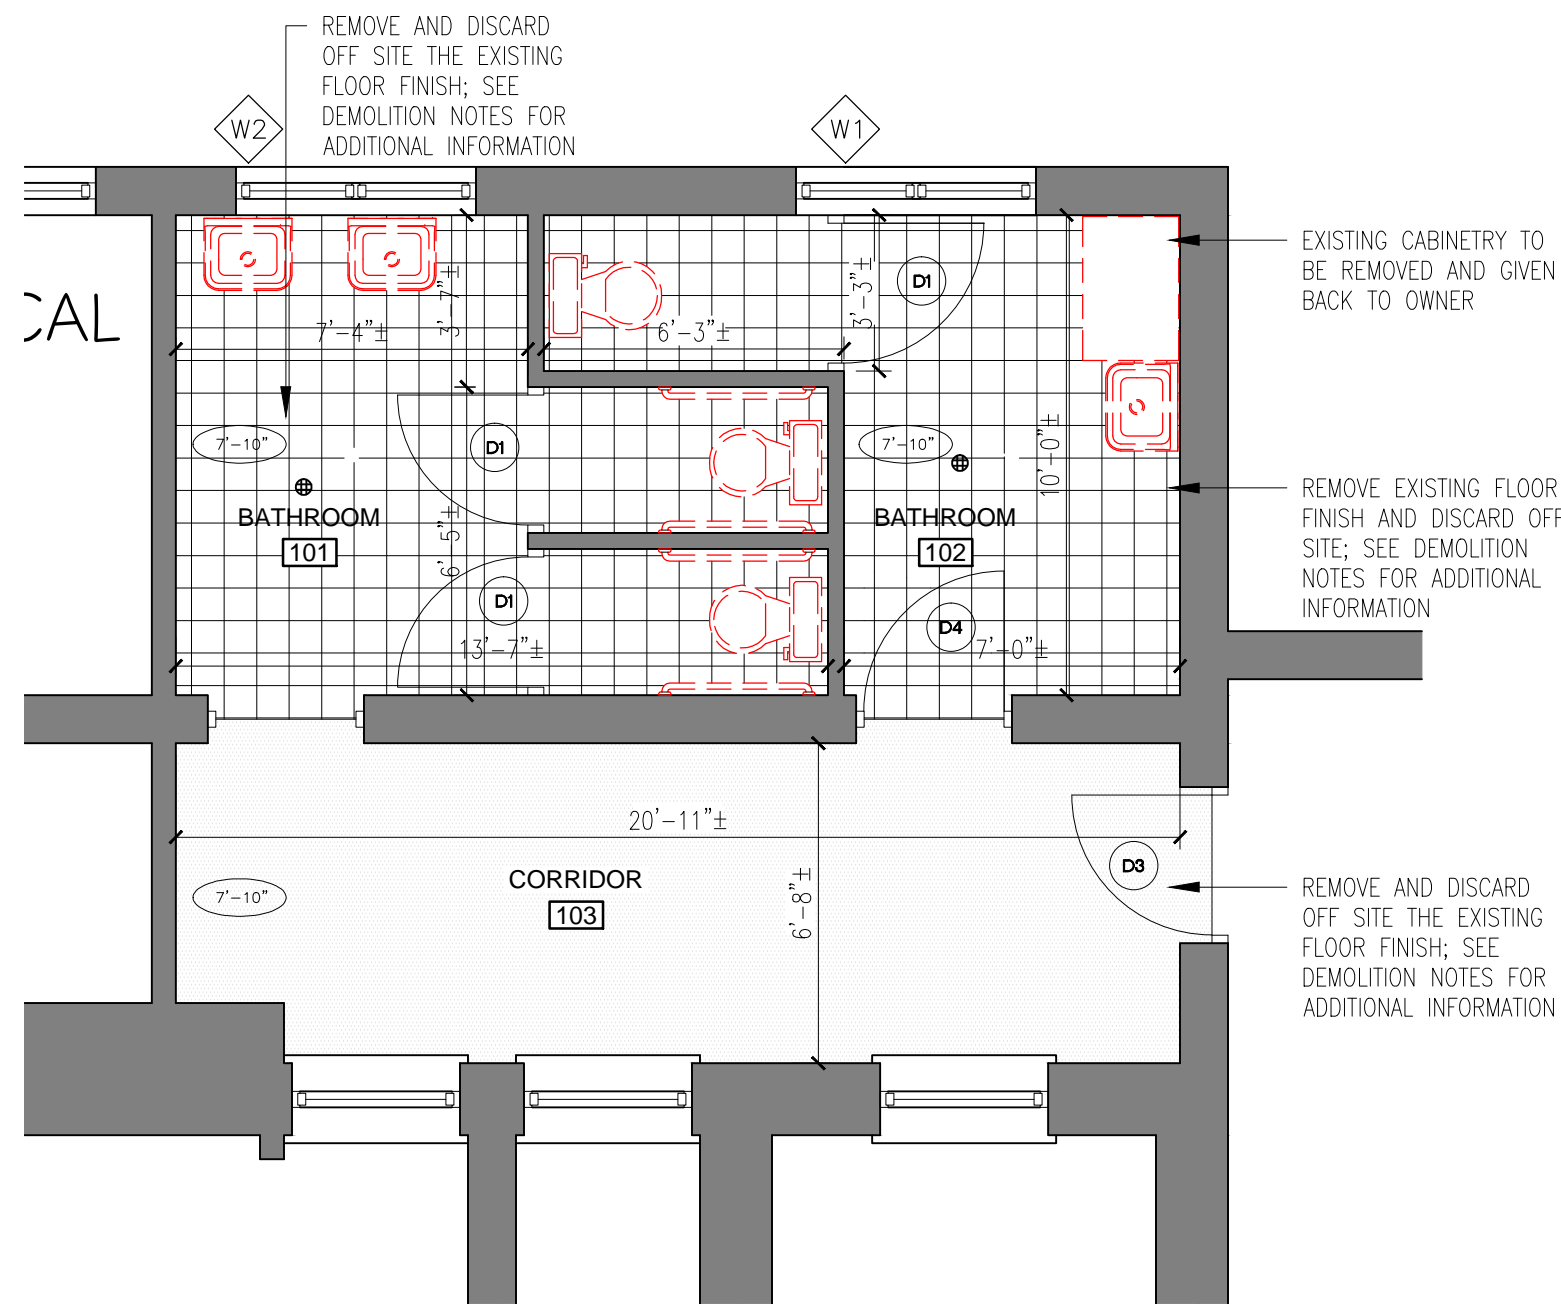 REMOVE AND DISCARD
OFF SITE THE EXISTING
FLOOR FINISH; SEE
DEMOLITION NOTES FOR
ADDITIONAL INFORMATION
W2
W1
EXISTING CABINETRY TO
BE REMOVED AND GIVEN
BACK TO OWNER
CAL
D1
7'-4"±
3'-7"±
6'-3"±
3'-3"±
7'-10"
D1
7'-10"
10'-0"±
BATHROOM
101
6' 5"±
BATHROOM
102
REMOVE EXISTING FLOOR
FINISH AND DISCARD OFF
SITE; SEE DEMOLITION
NOTES FOR ADDITIONAL
INFORMATION
D1
D4
13'-7"±
7'-0"±
20'-11"±
CORRIDOR
103
7'-10"
6'-8"±
D3
REMOVE AND DISCARD
OFF SITE THE EXISTING
FLOOR FINISH; SEE
DEMOLITION NOTES FOR
ADDITIONAL INFORMATION